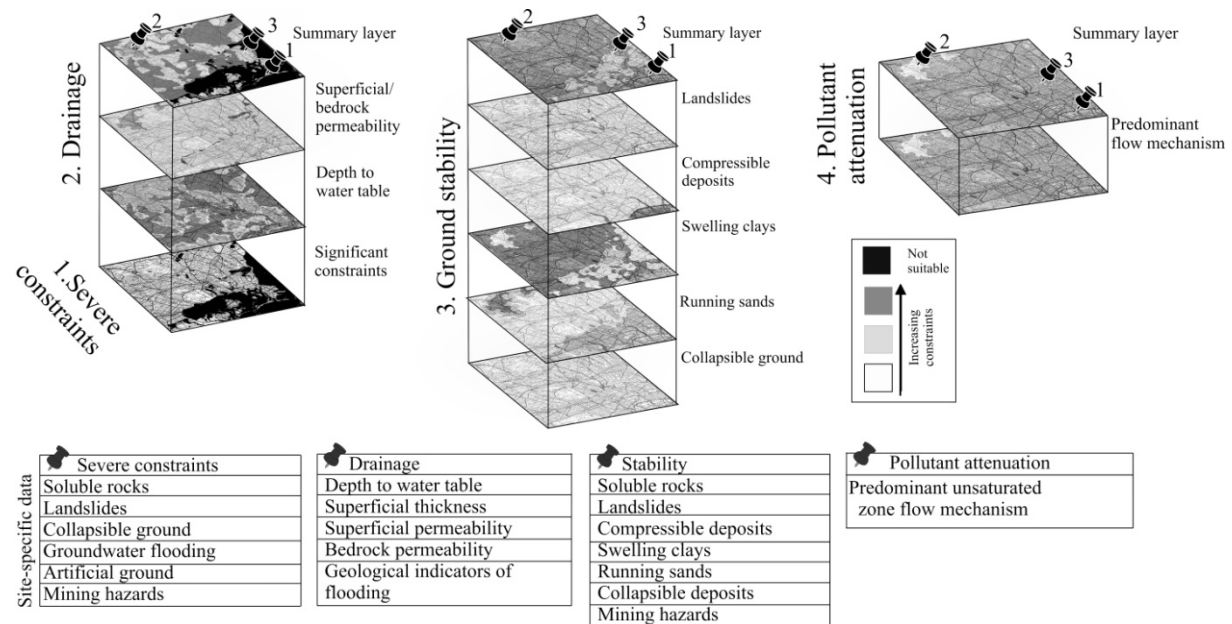 2. Drainage
2
3
1
Summary layer
Superficial/
bedrock
permeability
Depth to
water table
Significant
constraints
1.Severe
constraints
3. Ground stability
2
3
1
Summary layer
Landslides
Compressible
deposits
Swelling clays
Running sands
Collapsible ground
4. Pollutant
attenuation
2
3
1
Summary layer
Predominant
flow mechanism
Not
suitable
Increasing
constraints
Site-specific data
Severe constraints
Soluble rocks
Landslides
Collapsible ground
Groundwater flooding
Artificial ground
Mining hazards
Drainage
Depth to water table
Superficial thickness
Superficial permeability
Bedrock permeability
Geological indicators of
flooding
Stability
Soluble rocks
Landslides
Compressible deposits
Swelling clays
Running sands
Collapsible deposits
Mining hazards
Pollutant attenuation
Predominant unsaturated
zone flow mechanism